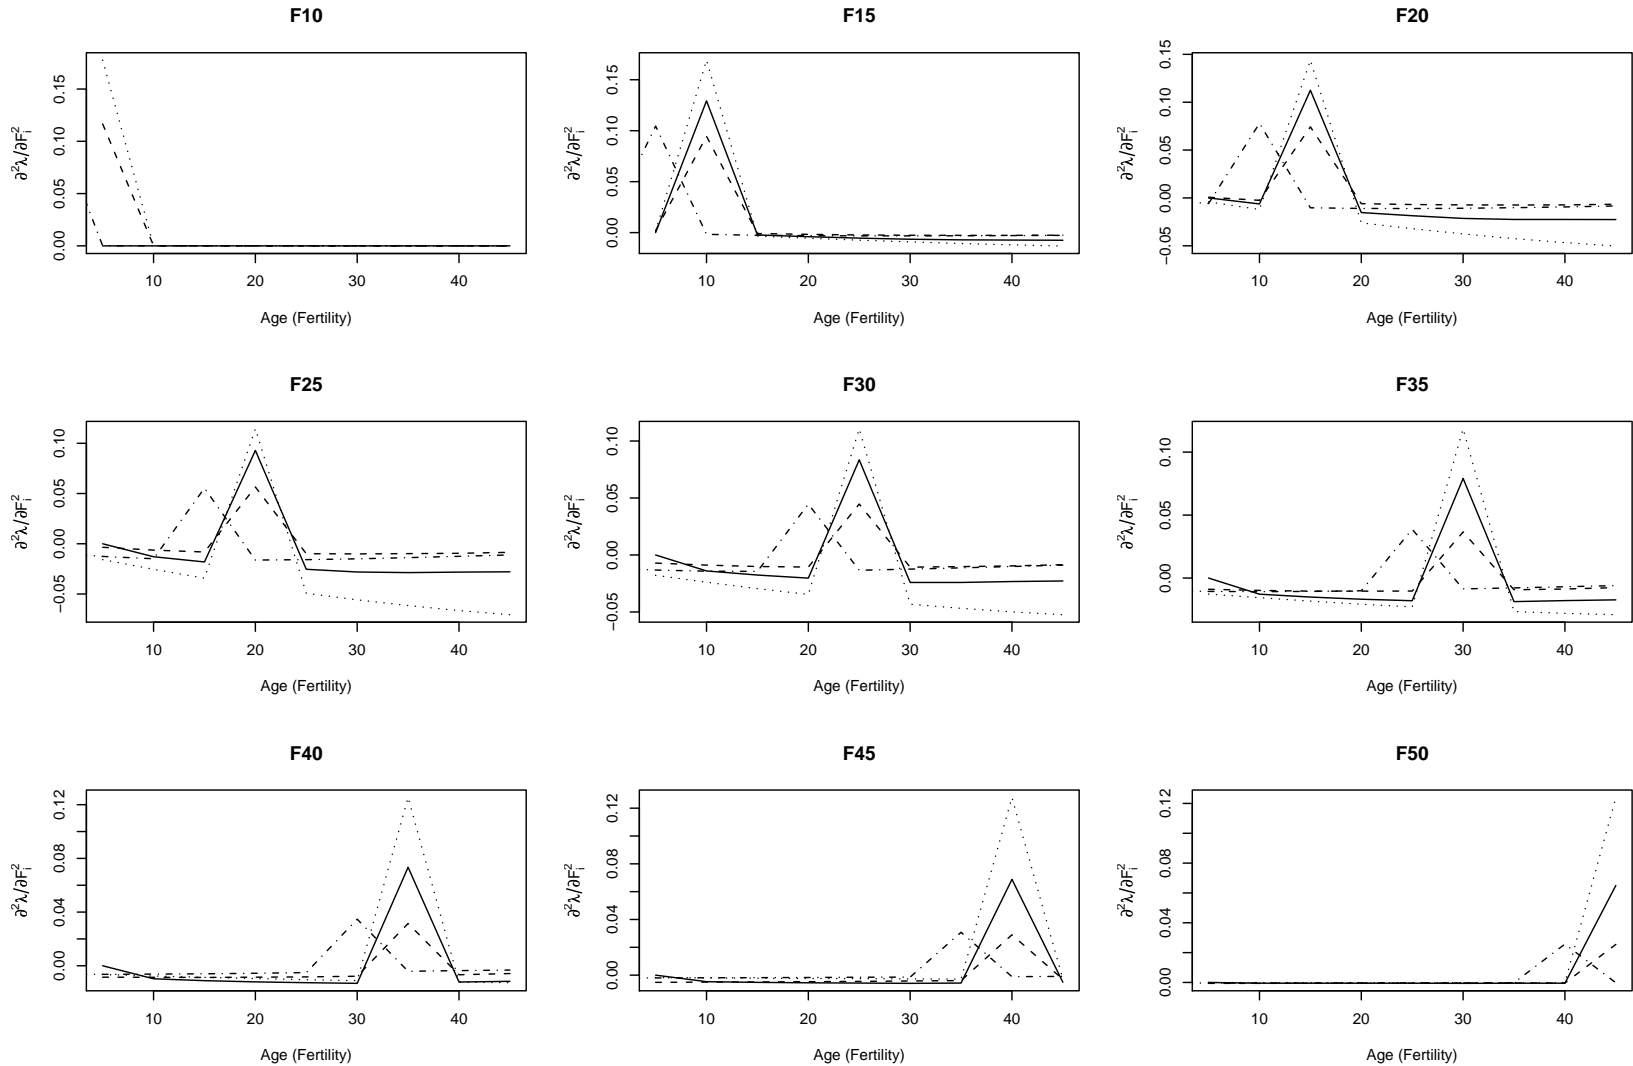 F10
∂²λ/∂F²ᵢ
0.00 0.05 0.10 0.15
10 20 30 40
Age (Fertility)
F15
∂²λ/∂F²ᵢ
0.00 0.05 0.10 0.15
10 20 30 40
Age (Fertility)
F20
∂²λ/∂F²ᵢ
−0.05 0.00 0.05 0.10 0.15
10 20 30 40
Age (Fertility)
F25
∂²λ/∂F²ᵢ
−0.05 0.00 0.05 0.10
10 20 30 40
Age (Fertility)
F30
∂²λ/∂F²ᵢ
−0.05 0.00 0.05 0.10
10 20 30 40
Age (Fertility)
F35
∂²λ/∂F²ᵢ
0.00 0.05 0.10
10 20 30 40
Age (Fertility)
F40
∂²λ/∂F²ᵢ
0.00 0.04 0.08 0.12
10 20 30 40
Age (Fertility)
F45
∂²λ/∂F²ᵢ
0.00 0.04 0.08 0.12
10 20 30 40
Age (Fertility)
F50
∂²λ/∂F²ᵢ
0.00 0.04 0.08 0.12
10 20 30 40
Age (Fertility)